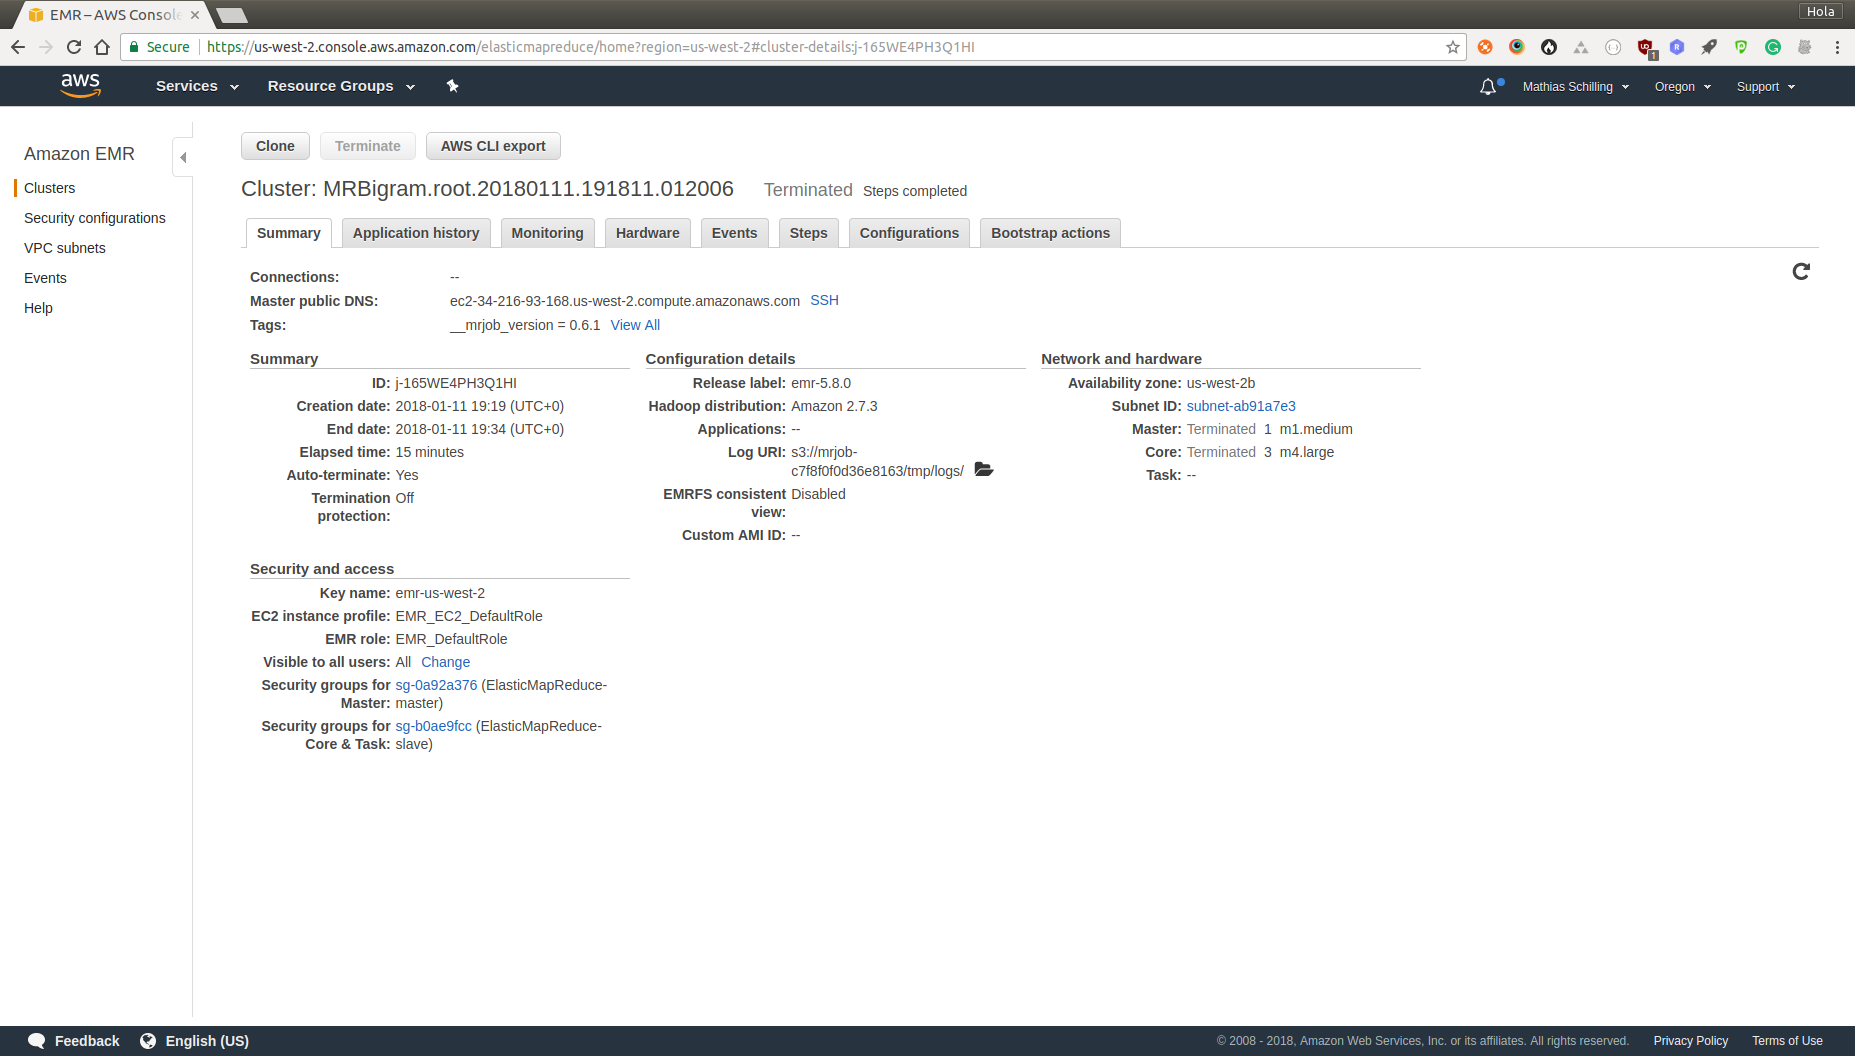 EMR – AWS Console
Hola
Secure https://us-west-2.console.aws.amazon.com/elasticmapreduce/home?region=us-west-2#cluster-details:j-165WE4PH3Q1HI
1
aws Services Resource Groups Mathias Schilling Oregon Support
Amazon EMR
Clusters
Security configurations
VPC subnets
Events
Help
Clone Terminate AWS CLI export
Cluster: MRBigram.root.20180111.191811.012006 Terminated Steps completed
Summary Application history Monitoring Hardware Events Steps Configurations Bootstrap actions
Connections: --
Master public DNS: ec2-34-216-93-168.us-west-2.compute.amazonaws.com SSH
Tags: __mrjob_version = 0.6.1 View All
Summary
ID: j-165WE4PH3Q1HI
Creation date: 2018-01-11 19:19 (UTC+0)
End date: 2018-01-11 19:34 (UTC+0)
Elapsed time: 15 minutes
Auto-terminate: Yes
Termination Off
protection:
Configuration details
Release label: emr-5.8.0
Hadoop distribution: Amazon 2.7.3
Applications: --
Log URI: s3://mrjob-
c7f8f0f0d36e8163/tmp/logs/
EMRFS consistent Disabled
view:
Custom AMI ID: --
Network and hardware
Availability zone: us-west-2b
Subnet ID: subnet-ab91a7e3
Master: Terminated 1 m1.medium
Core: Terminated 3 m4.large
Task: --
Security and access
Key name: emr-us-west-2
EC2 instance profile: EMR_EC2_DefaultRole
EMR role: EMR_DefaultRole
Visible to all users: All Change
Security groups for sg-0a92a376 (ElasticMapReduce-
Master: master)
Security groups for sg-b0ae9fcc (ElasticMapReduce-
Core & Task: slave)
Feedback English (US) © 2008 - 2018, Amazon Web Services, Inc. or its affiliates. All rights reserved. Privacy Policy Terms of Use